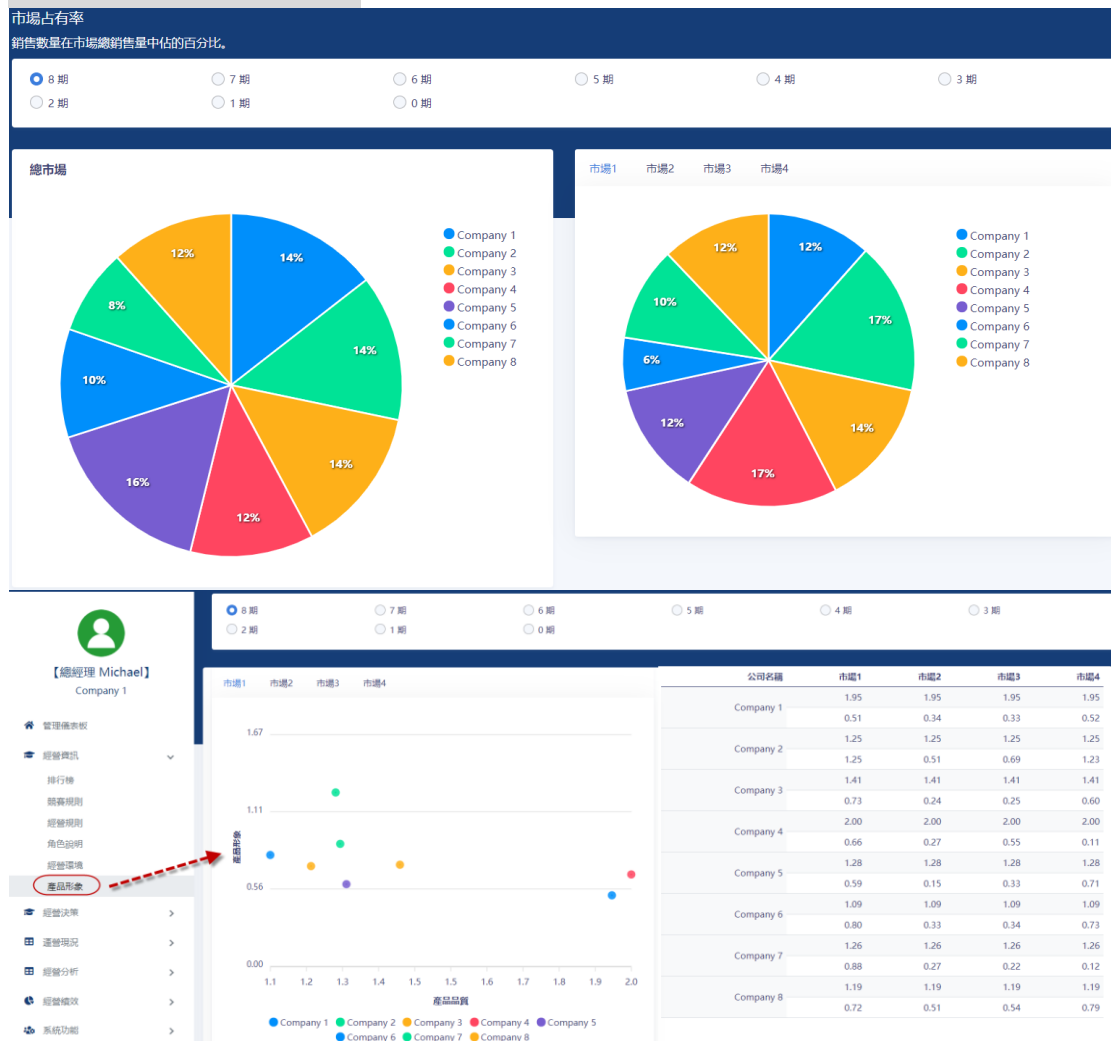 市場占有率
銷售數量在市場總銷售量中佔的百分比。
8 期 7 期 6 期 5 期 4 期 3 期
2 期 1 期 0 期
總市場
14%
14%
14%
12%
16%
10%
8%
12%
Company 1
Company 2
Company 3
Company 4
Company 5
Company 6
Company 7
Company 8
市場1 市場2 市場3 市場4
12%
17%
14%
17%
12%
6%
10%
12%
Company 1
Company 2
Company 3
Company 4
Company 5
Company 6
Company 7
Company 8
【總經理 Michael】
Company 1
管理儀表板
經營資訊
排行榜
競賽規則
經營規則
角色說明
經營環境
產品形象
經營決策
運營現況
經營分析
經營績效
系統功能
8 期 7 期 6 期 5 期 4 期 3 期
2 期 1 期 0 期
市場1 市場2 市場3 市場4
產品形象
1.67
1.11
0.56
0.00
1.1 1.2 1.3 1.4 1.5 1.5 1.6 1.7 1.8 1.9 2.0
產品品質
Company 1 Company 2 Company 3 Company 4 Company 5
Company 6 Company 7 Company 8
公司名稱 市場1 市場2 市場3 市場4
Company 1 1.95 1.95 1.95 1.95
0.51 0.34 0.33 0.52
Company 2 1.25 1.25 1.25 1.25
1.25 0.51 0.69 1.23
Company 3 1.41 1.41 1.41 1.41
0.73 0.24 0.25 0.60
Company 4 2.00 2.00 2.00 2.00
0.66 0.27 0.55 0.11
Company 5 1.28 1.28 1.28 1.28
0.59 0.15 0.33 0.71
Company 6 1.09 1.09 1.09 1.09
0.80 0.33 0.34 0.73
Company 7 1.26 1.26 1.26 1.26
0.88 0.27 0.22 0.12
Company 8 1.19 1.19 1.19 1.19
0.72 0.51 0.54 0.79